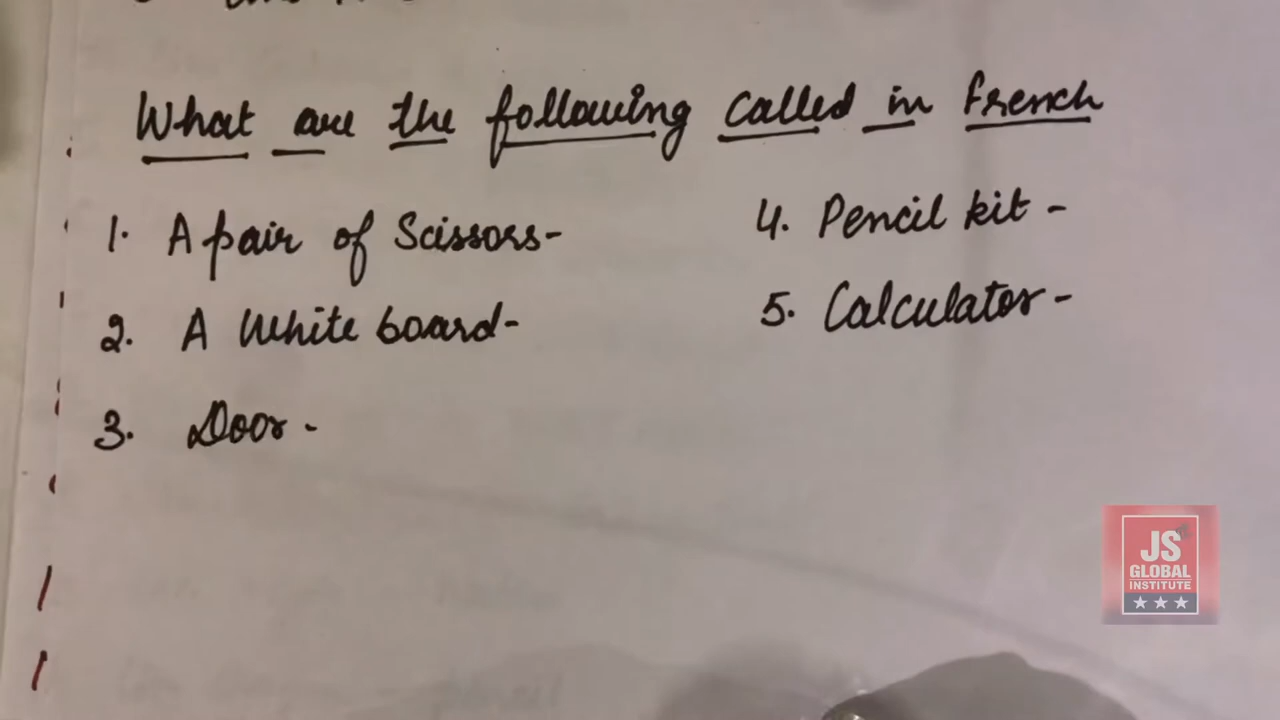 What are the following called in French
1. A pair of Scissors-
2. A White board-
3. Door-
4. Pencil kit-
5. Calculator-
JS
GLOBAL
INSTITUTE